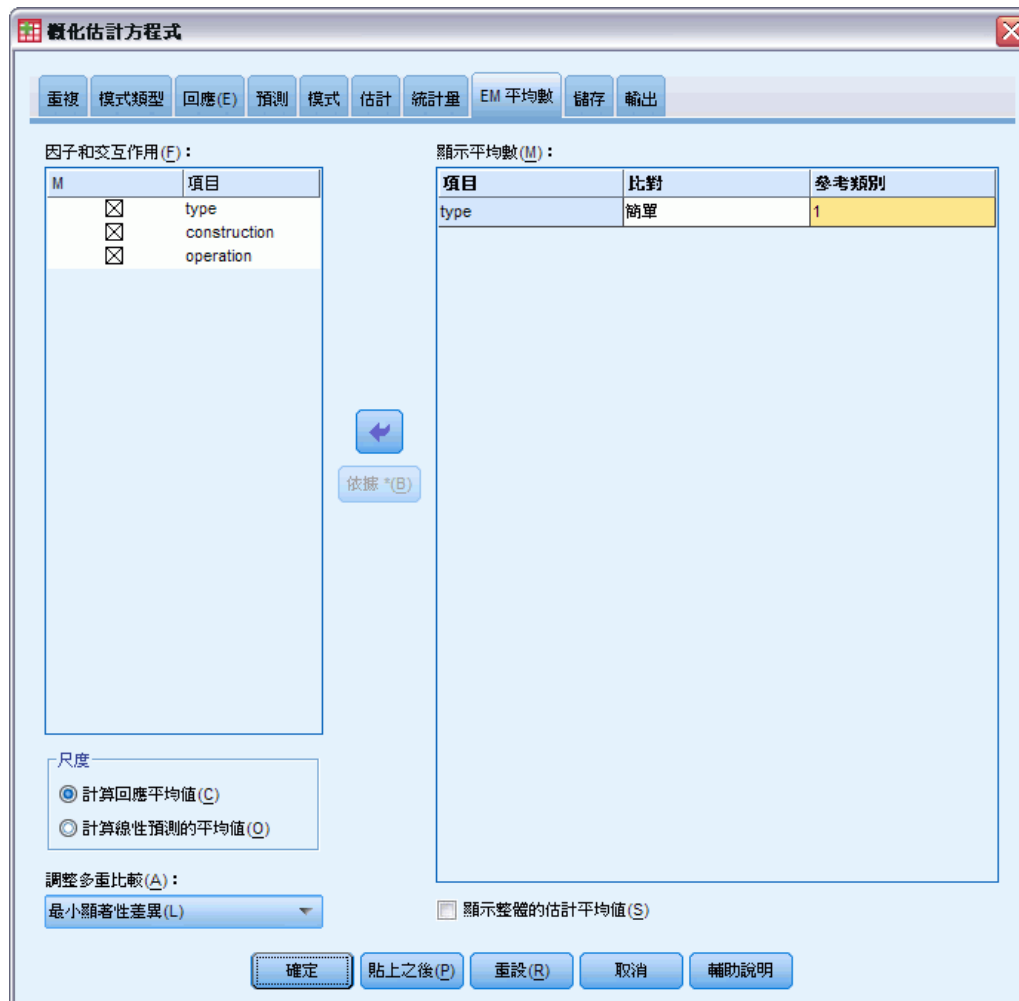 概化估計方程式
重複 模式類型 回應(E) 預測 模式 估計 統計量 EM 平均數 儲存 輸出
因子和交互作用(F)：
M 項目
type
construction
operation
依據 *(B)
顯示平均數(M)：
項目 比對 參考類別
type 簡單 1
尺度
計算回應平均值(C)
計算線性預測的平均值(O)
調整多重比較(A)：
最小顯著性差異(L)
顯示整體的估計平均值(S)
確定 貼上之後(P) 重設(R) 取消 輔助說明